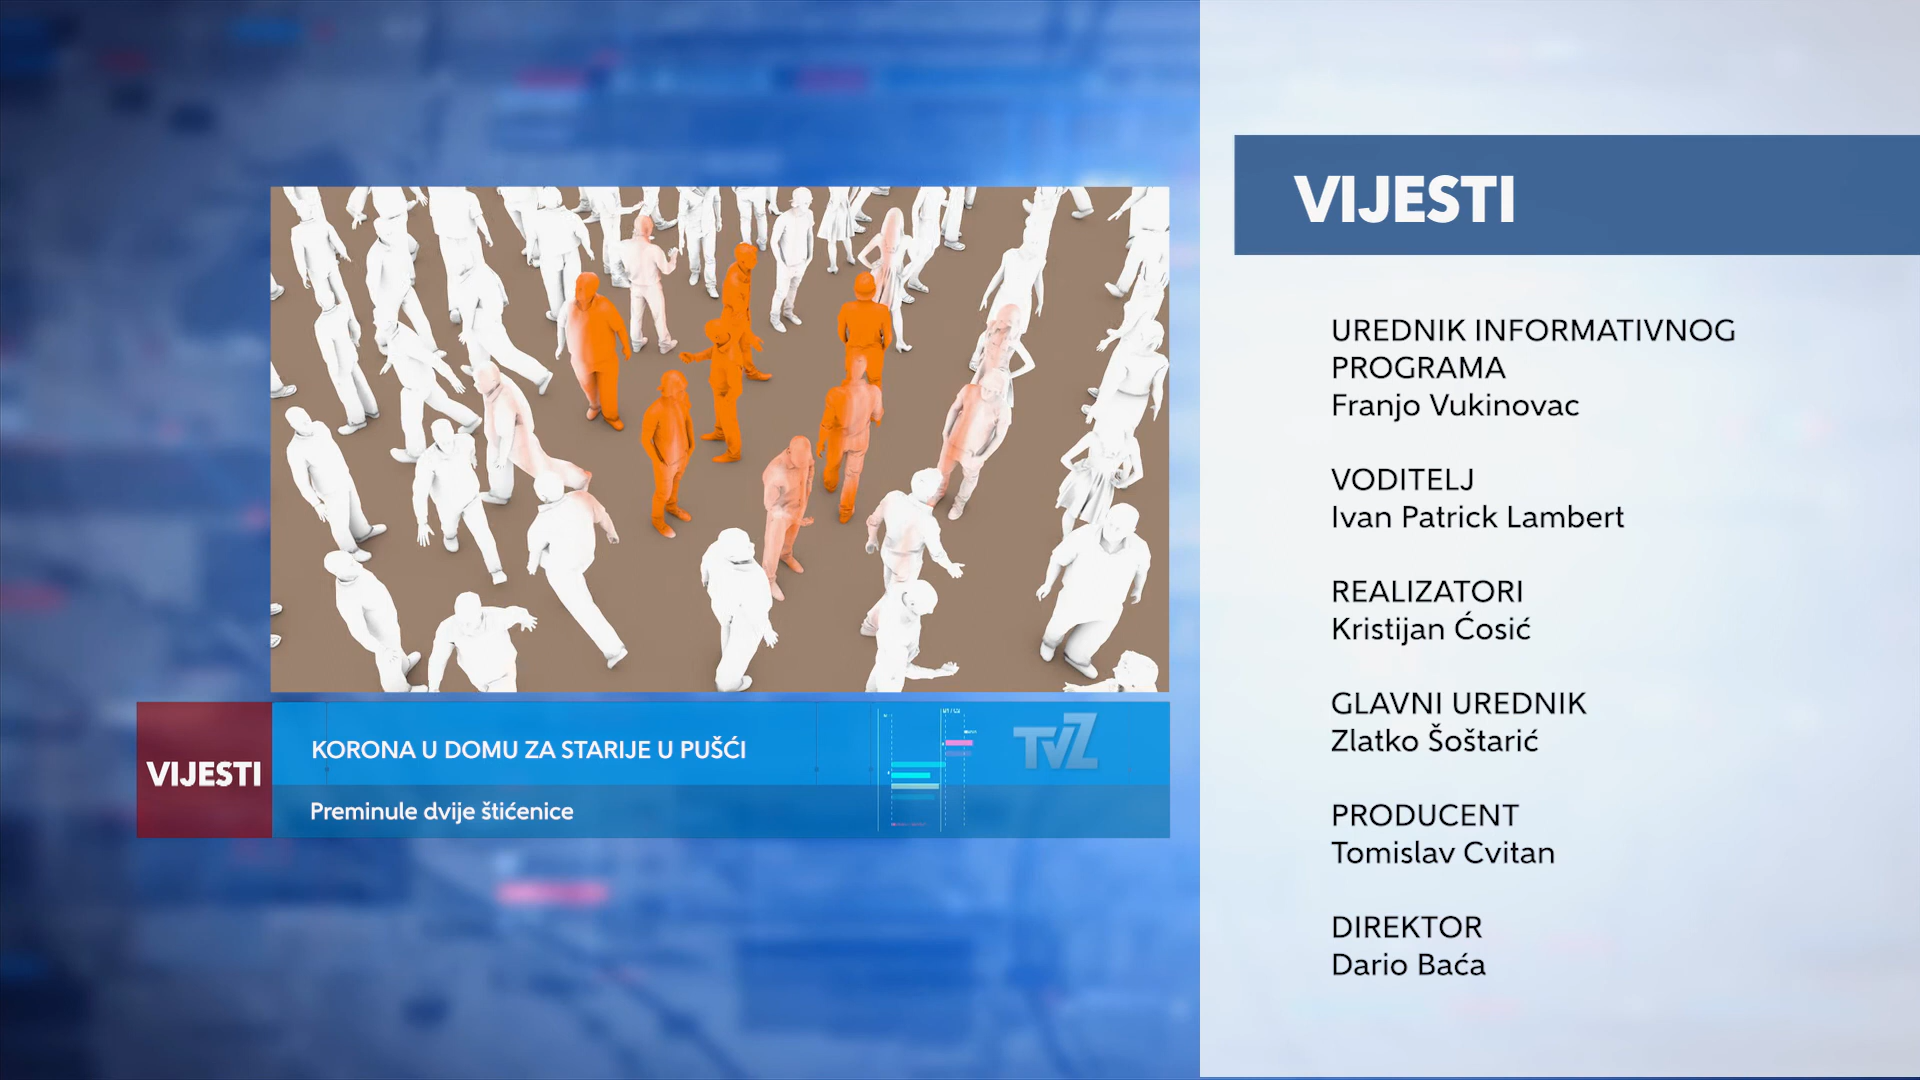 VIJESTI
UREDNIK INFORMATIVNOG
PROGRAMA
Franjo Vukinovac
VODITELJ
Ivan Patrick Lambert
REALIZATORI
Kristijan Ćosić
GLAVNI UREDNIK
Zlatko Šoštarić
PRODUCENT
Tomislav Cvitan
DIREKTOR
Dario Baća
VIJESTI
KORONA U DOMU ZA STARIJE U PUŠĆI
Preminule dvije štićenice
TVZ